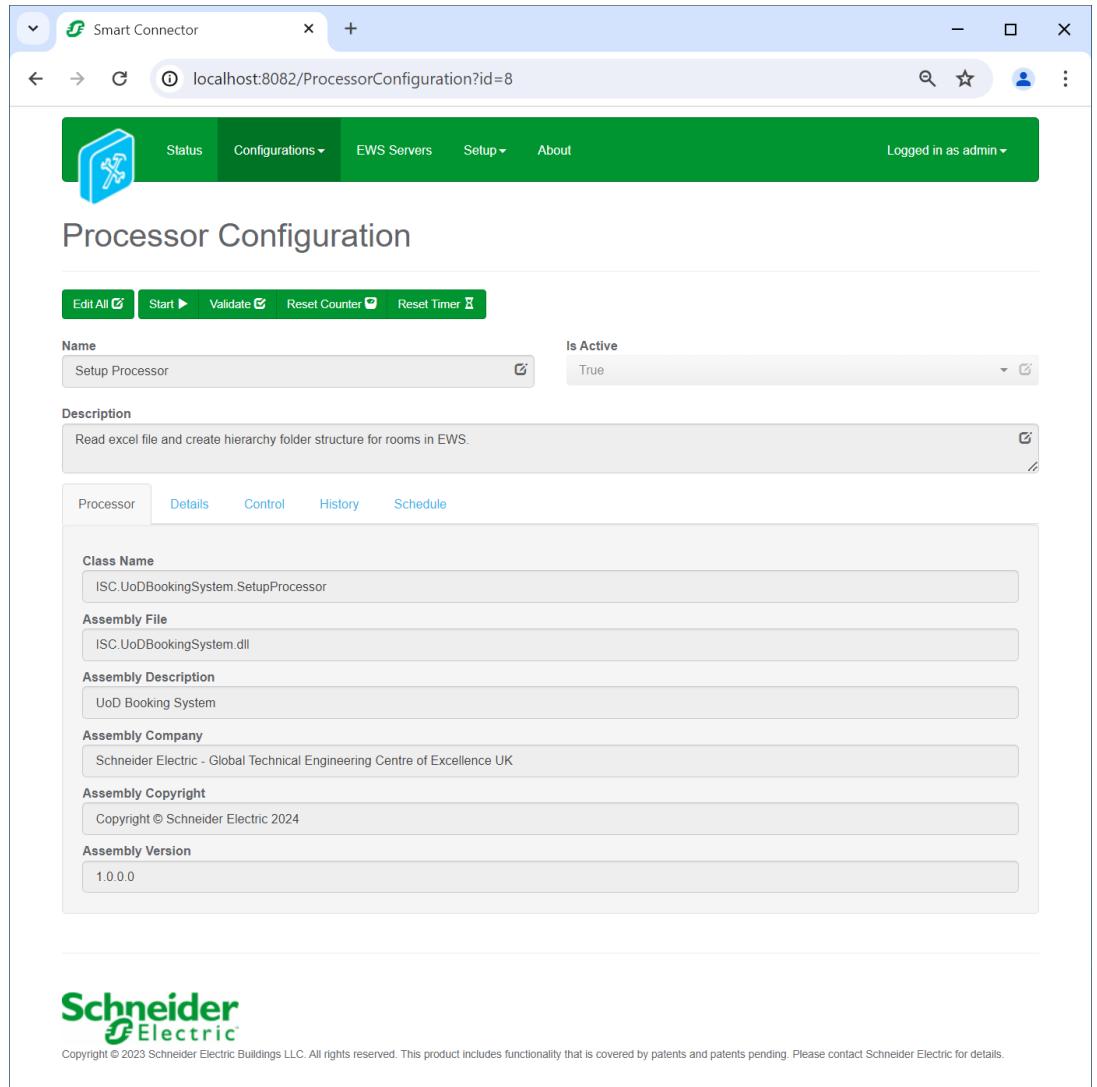 Smart Connector
localhost:8082/ProcessorConfiguration?id=8
Status Configurations EWS Servers Setup About Logged in as admin
Processor Configuration
Edit All Start Validate Reset Counter Reset Timer
Name Is Active
Setup Processor True
Description
Read excel file and create hierarchy folder structure for rooms in EWS.
Processor Details Control History Schedule
Class Name
ISC.UoDBookingSystem.SetupProcessor
Assembly File
ISC.UoDBookingSystem.dll
Assembly Description
UoD Booking System
Assembly Company
Schneider Electric - Global Technical Engineering Centre of Excellence UK
Assembly Copyright
Copyright © Schneider Electric 2024
Assembly Version
1.0.0.0
Schneider
Electric
Copyright © 2023 Schneider Electric Buildings LLC. All rights reserved. This product includes functionality that is covered by patents and patents pending. Please contact Schneider Electric for details.